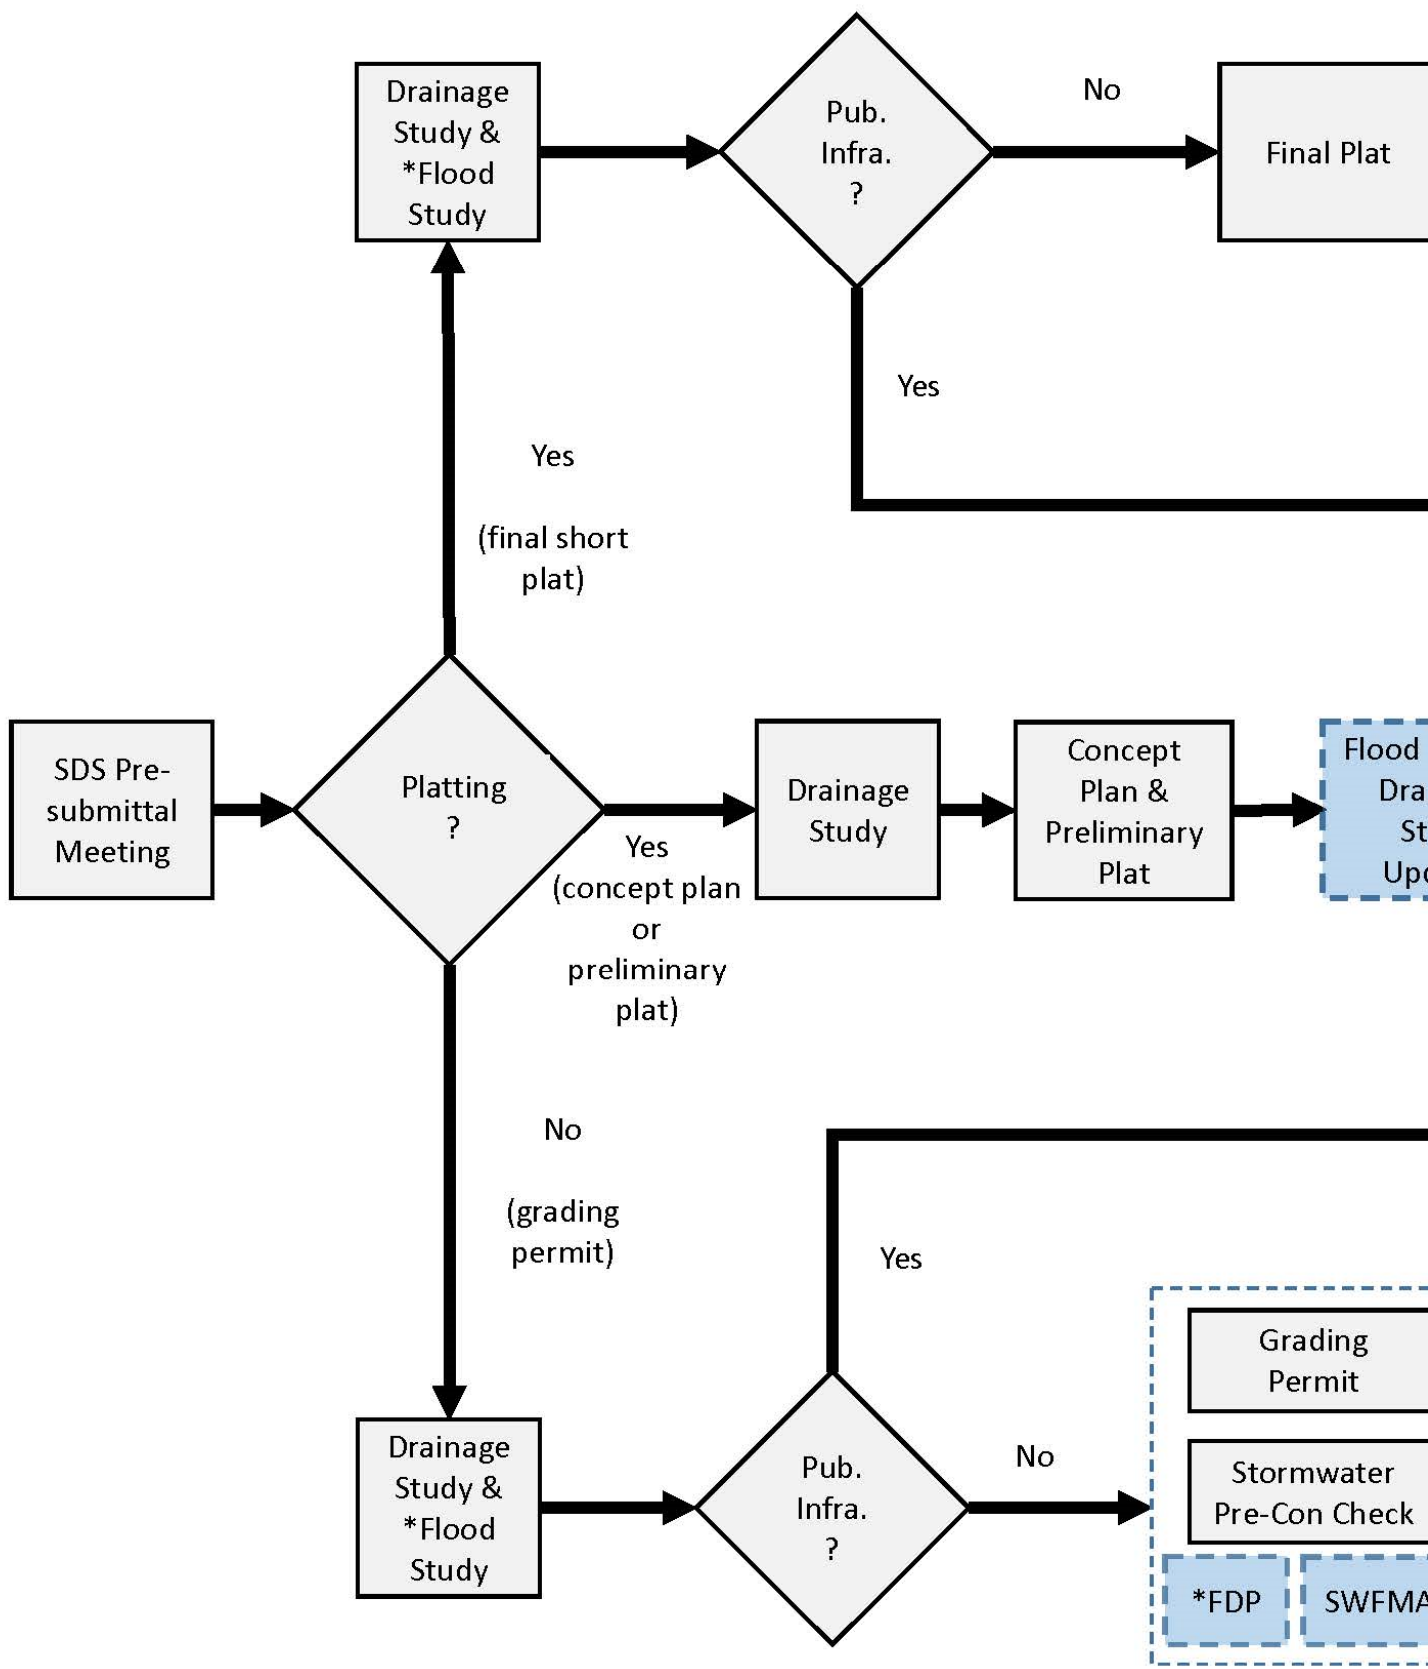 Drainage
Study &
*Flood
Study
Pub.
Infra.
?
No
Final Plat
Yes
Yes
(final short
plat)
SDS Pre-
submittal
Meeting
Platting
?
Yes
(concept plan
or
preliminary
plat)
Drainage
Study
Concept
Plan &
Preliminary
Plat
Flood
No
(grading
permit)
Drainage
Study &
*Flood
Study
Pub.
Infra.
?
Yes
No
Grading
Permit
Stormwater
Pre-Con Check
*FDP
SWFMA